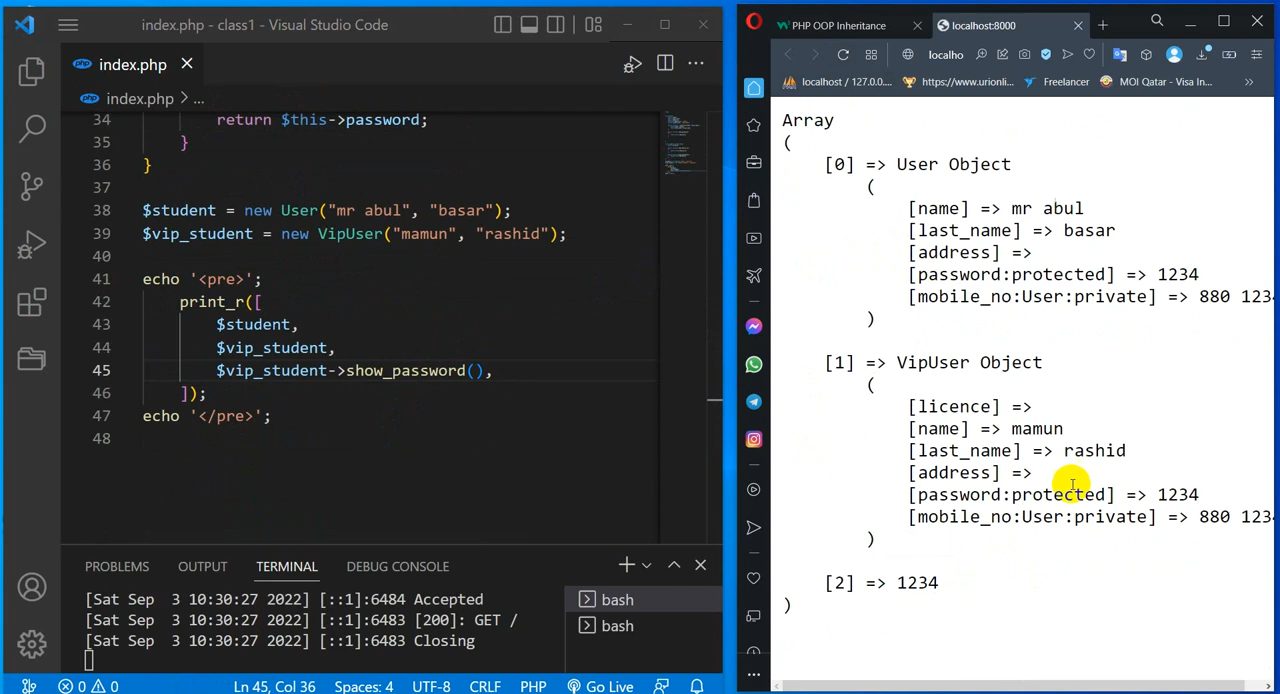 index.php - class1 - Visual Studio Code
index.php
index.php > ...
34 return $this->password;
35 }
36 }
37
38 $student = new User("mr abul", "basar");
39 $vip_student = new VipUser("mamun", "rashid");
40
41 echo '<pre>';
42 print_r([
43 $student,
44 $vip_student,
45 $vip_student->show_password(),
46 ]);
47 echo '</pre>';
48
PROBLEMS OUTPUT TERMINAL DEBUG CONSOLE
[Sat Sep  3 10:30:27 2022] [::1]:6484 Accepted
[Sat Sep  3 10:30:27 2022] [::1]:6483 [200]: GET /
[Sat Sep  3 10:30:27 2022] [::1]:6483 Closing
bash
bash
0 0 Ln 45, Col 36 Spaces: 4 UTF-8 CRLF PHP Go Live
PHP OOP Inheritance
localhost:8000
localho
localhost / 127.0.0.... https://www.urionli... Freelancer MOI Qatar - Visa In...
Array
(
[0] => User Object
(
[name] => mr abul
[last_name] => basar
[address] =>
[password:protected] => 1234
[mobile_no:User:private] => 880 123
)
[1] => VipUser Object
(
[licence] =>
[name] => mamun
[last_name] => rashid
[address] =>
[password:protected] => 1234
[mobile_no:User:private] => 880 123
)
[2] => 1234
)